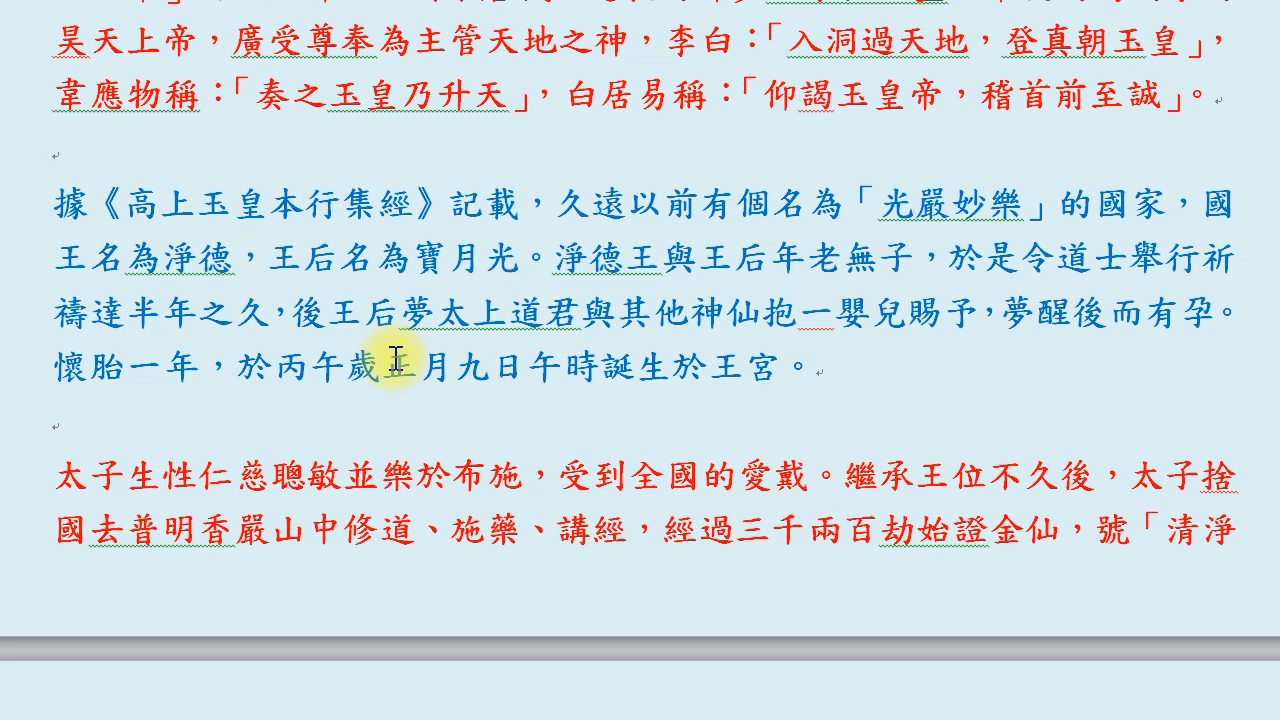 昊天上帝，廣受尊奉為主管天地之神，李白：「入洞過天地，登真朝玉皇」，
韋應物稱：「奏之玉皇乃升天」，白居易稱：「仰謁玉皇帝，稽首前至誠」。
據《高上玉皇本行集經》記載，久遠以前有個名為「光嚴妙樂」的國家，國
王名為淨德，王后名為寶月光。淨德王與王后年老無子，於是令道士舉行祈
禱達半年之久，後王后夢太上道君與其他神仙抱一嬰兒賜予，夢醒後而有孕。
懷胎一年，於丙午歲正月九日午時誕生於王宮。
太子生性仁慈聰敏並樂於布施，受到全國的愛戴。繼承王位不久後，太子捨
國去普明香嚴山中修道、施藥、講經，經過三千兩百劫始證金仙，號「清淨